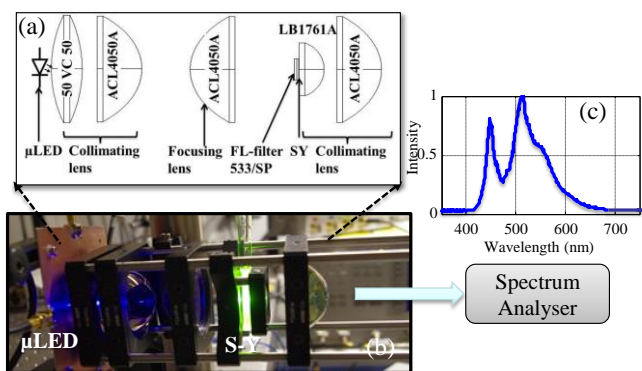 (a)
50 VC 50
ACL4050A
ACL4050A
LB1761A
ACL4050A
µLED
Collimating
lens
Focusing
lens
FL-filter
533/SP
SY
Collimating
lens
(c)
Intensity
1
0.5
0
400 500 600 700
Wavelength (nm)
µLED
S-Y
(b)
Spectrum
Analyser